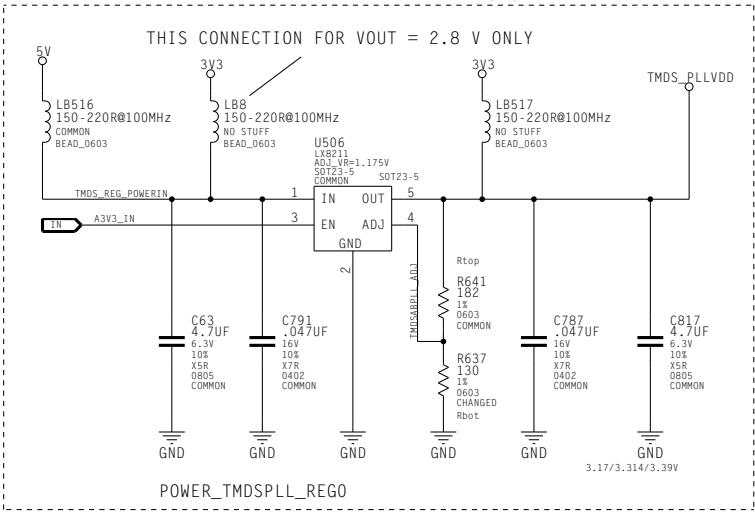 THIS CONNECTION FOR VOUT = 2.8 V ONLY
5V
LB516
150-220R@100MHz
COMMON
BEAD_0603
3V3
LB8
150-220R@100MHz
NO STUFF
BEAD_0603
3V3
LB517
150-220R@100MHz
NO STUFF
BEAD_0603
TMDS_PLLVDD
U506
LX8211
ADJ_VR=1.175V
SOT23-5
COMMON
SOT23-5
TMDS_REG_POWERIN
1
IN
OUT
5
IN
A3V3_IN
3
EN
ADJ
4
GND
2
TMDSABPLL_ADJ
Rtop
R641
182
1%
0603
COMMON
R637
130
1%
0603
CHANGED
Rbot
C63
4.7UF
6.3V
10%
X5R
0805
COMMON
C791
.047UF
16V
10%
X7R
0402
COMMON
C787
.047UF
16V
10%
X7R
0402
COMMON
C817
4.7UF
6.3V
10%
X5R
0805
COMMON
GND
GND
GND
GND
GND
GND
3.17/3.314/3.39V
POWER_TMDSPLL_REGO